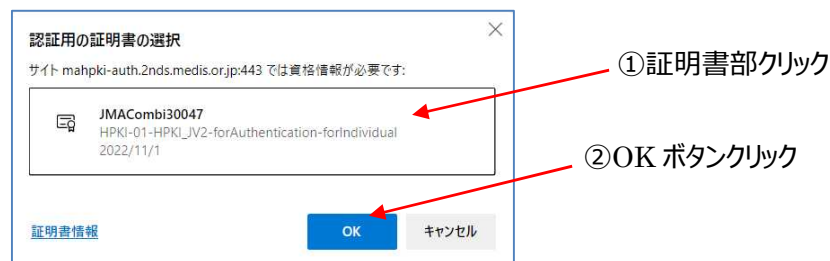 認証用の証明書の選択
サイト mahpki-auth.2nds.medis.or.jp:443 では資格情報が必要です:
JMACombi30047
HPKI-01-HPKI_JV2-forAuthentication-forIndividual
2022/11/1
証明書情報
OK
キャンセル
①証明書部クリック
②OK ボタンクリック